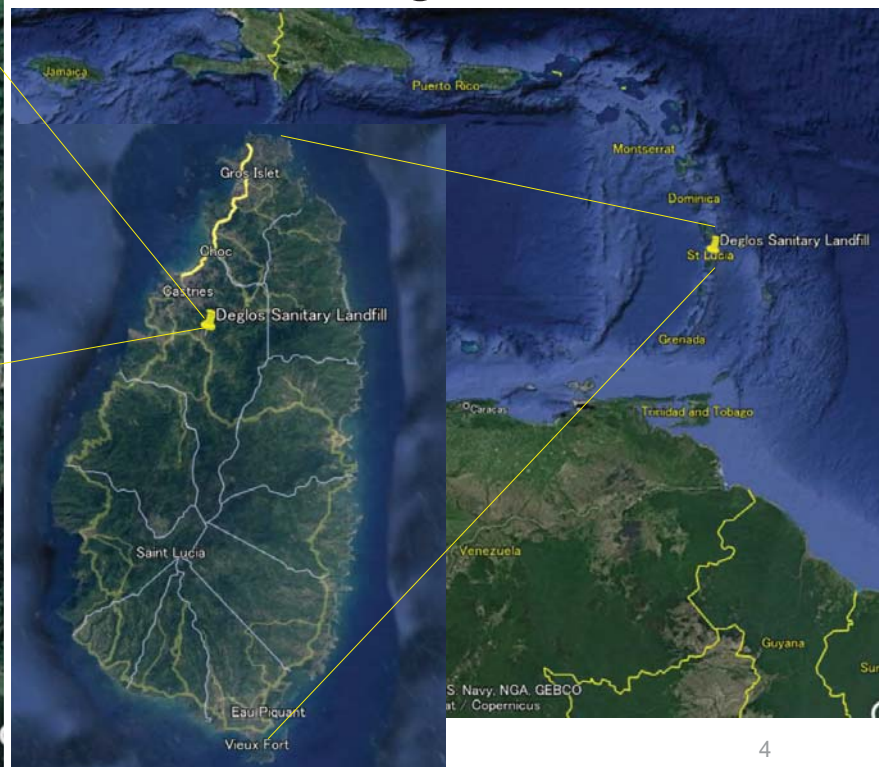 Jamaica
Puerto Rico
Montserrat
Dominica
Deglos Sanitary Landfill
St Lucia
Grenada
Caracas
Trinidad and Tobago
Venezuela
Guyana
S. Navy, NGA, GEBCO
at / Copernicus
Gros Islet
Choc
Castries
Deglos Sanitary Landfill
Saint Lucia
Eau Piquant
Vieux Fort
4